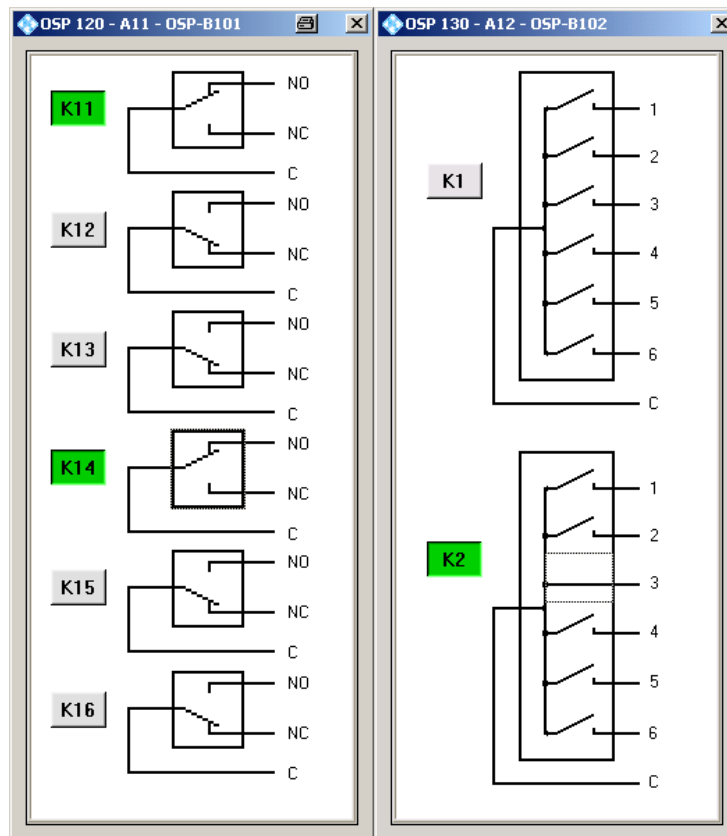 OSP 120 - A11 - OSP-B101
K11
NO
NC
C
K12
NO
NC
C
K13
NO
NC
C
K14
NO
NC
C
K15
NO
NC
C
K16
NO
NC
C
OSP 130 - A12 - OSP-B102
K1
1
2
3
4
5
6
C
K2
1
2
3
4
5
6
C